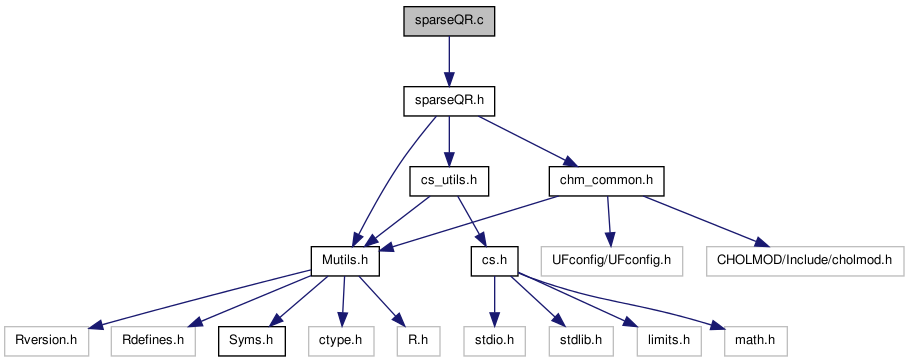 sparseQR.c
sparseQR.h
cs_utils.h
chm_common.h
Mutils.h
cs.h
UFconfig/UFconfig.h
CHOLMOD/Include/cholmod.h
Rversion.h
Rdefines.h
Syms.h
ctype.h
R.h
stdio.h
stdlib.h
limits.h
math.h